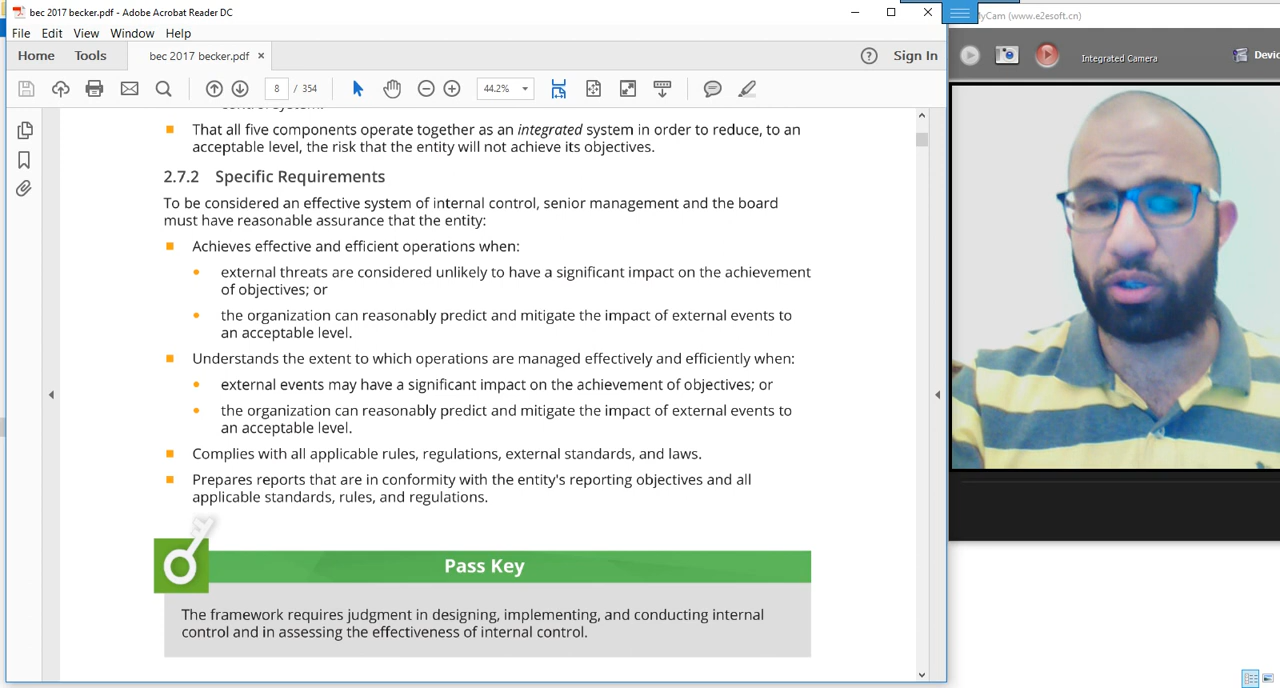 bec 2017 becker.pdf - Adobe Acrobat Reader DC
File Edit View Window Help
Home Tools bec 2017 becker.pdf × Sign In
8 / 354 44.2%
control system.
That all five components operate together as an integrated system in order to reduce, to an
acceptable level, the risk that the entity will not achieve its objectives.
2.7.2 Specific Requirements
To be considered an effective system of internal control, senior management and the board
must have reasonable assurance that the entity:
Achieves effective and efficient operations when:
external threats are considered unlikely to have a significant impact on the achievement
of objectives; or
the organization can reasonably predict and mitigate the impact of external events to
an acceptable level.
Understands the extent to which operations are managed effectively and efficiently when:
external events may have a significant impact on the achievement of objectives; or
the organization can reasonably predict and mitigate the impact of external events to
an acceptable level.
Complies with all applicable rules, regulations, external standards, and laws.
Prepares reports that are in conformity with the entity's reporting objectives and all
applicable standards, rules, and regulations.
Pass Key
The framework requires judgment in designing, implementing, and conducting internal
control and in assessing the effectiveness of internal control.
(www.e2esoft.cn)
Integrated Camera